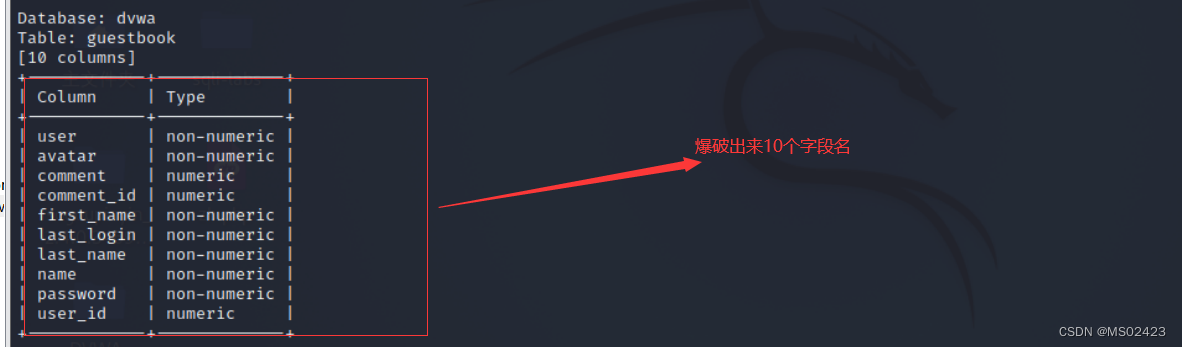 Database: dvwa
Table: guestbook
[10 columns]
Column | Type
user | non-numeric
avatar | non-numeric
comment | numeric
comment_id | numeric
first_name | non-numeric
last_login | non-numeric
last_name | non-numeric
name | non-numeric
password | non-numeric
user_id | numeric
爆破出来10个字段名
CSDN @MS02423